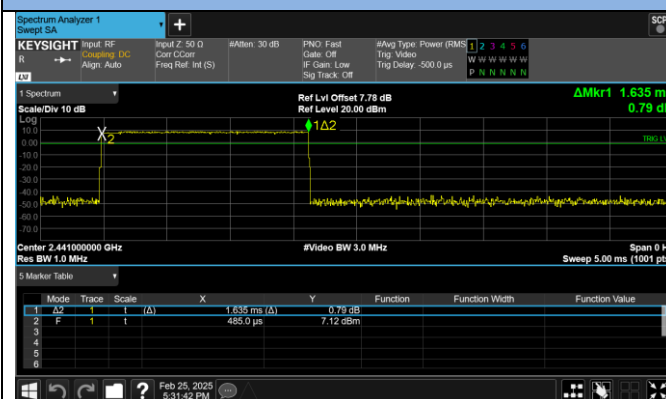 Spectrum Analyzer 1
Swept SA
KEYSIGHT Input: RF Input Z: 50 Ω #Atten: 30 dB PNO: Fast #Avg Type: Power (RMS 1 2 3 4 5 6
R Coupling: DC Corr CCorr Gate: Off Trig: Video W W W W W W
Align: Auto Freq Ref: Int (S) IF Gain: Low Trig Delay: -500.0 µs P N N N N N
Sig Track: Off
LXI
1 Spectrum
Scale/Div 10 dB
Ref Lvl Offset 7.78 dB
Ref Level 20.00 dBm
ΔMkr1 1.635 m
0.79 d
Log
10.0
0.00
-10.0
-20.0
-30.0
-40.0
-50.0
-60.0
-70.0
X2
1Δ2
TRIG LV
Center 2.441000000 GHz #Video BW 3.0 MHz Span 0 H
Res BW 1.0 MHz Sweep 5.00 ms (1001 pts
5 Marker Table
Mode Trace Scale X Y Function Function Width Function Value
1 Δ2 1 t (Δ) 1.635 ms (Δ) 0.79 dB
2 F 1 t 485.0 µs 7.12 dBm
3
4
5
6
? Feb 25, 2025
5:31:42 PM